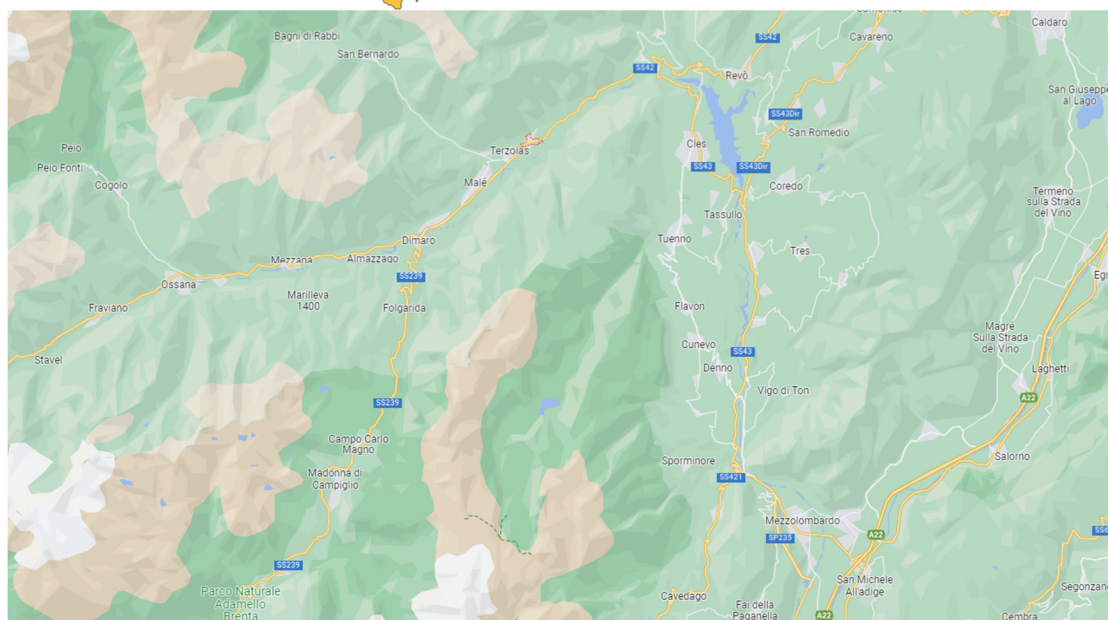 Caldaro
Bagni di Rabbi
SS42
Cavareno
San Bernardo
SS42
Revò
San Giuseppe
al Lago
SS43Dir
San Romedio
Peio
Terzolas
Cles
Peio Fonti
SS43
SS43Dir
Cogolo
Malé
Coredo
Termeno
sulla Strada
del Vino
Tassullo
Dimaro
Tuenno
Tres
Mezzana
Almazzago
SS239
Ossana
Marilleva
1400
Fraviano
Folgarida
Flavon
Magrè
Sulla Strada
del Vino
Cunevo
SS43
Stavel
Denno
Laghetti
Vigo di Ton
A22
SS239
Campo Carlo
Magno
Salorno
Sporminore
Madonna di
Campiglio
SS421
Mezzolombardo
A22
SP235
SS239
San Michele
All'adige
Parco Naturale
Adamello
Brenta
Cavedago
Fai della
Paganella
A22
Cembra